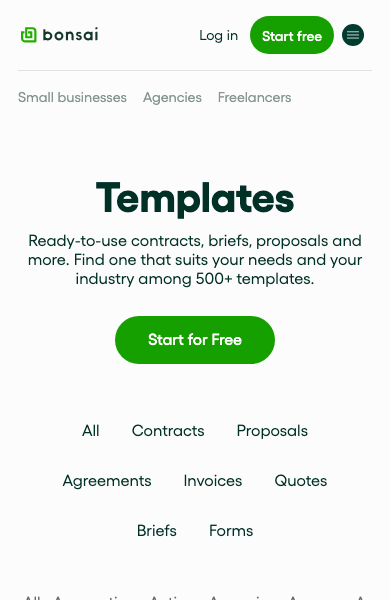 bonsai
Log in
Start free
Small businesses Agencies Freelancers
Templates
Ready-to-use contracts, briefs, proposals and
more. Find one that suits your needs and your
industry among 500+ templates.
Start for Free
All Contracts Proposals
Agreements Invoices Quotes
Briefs Forms